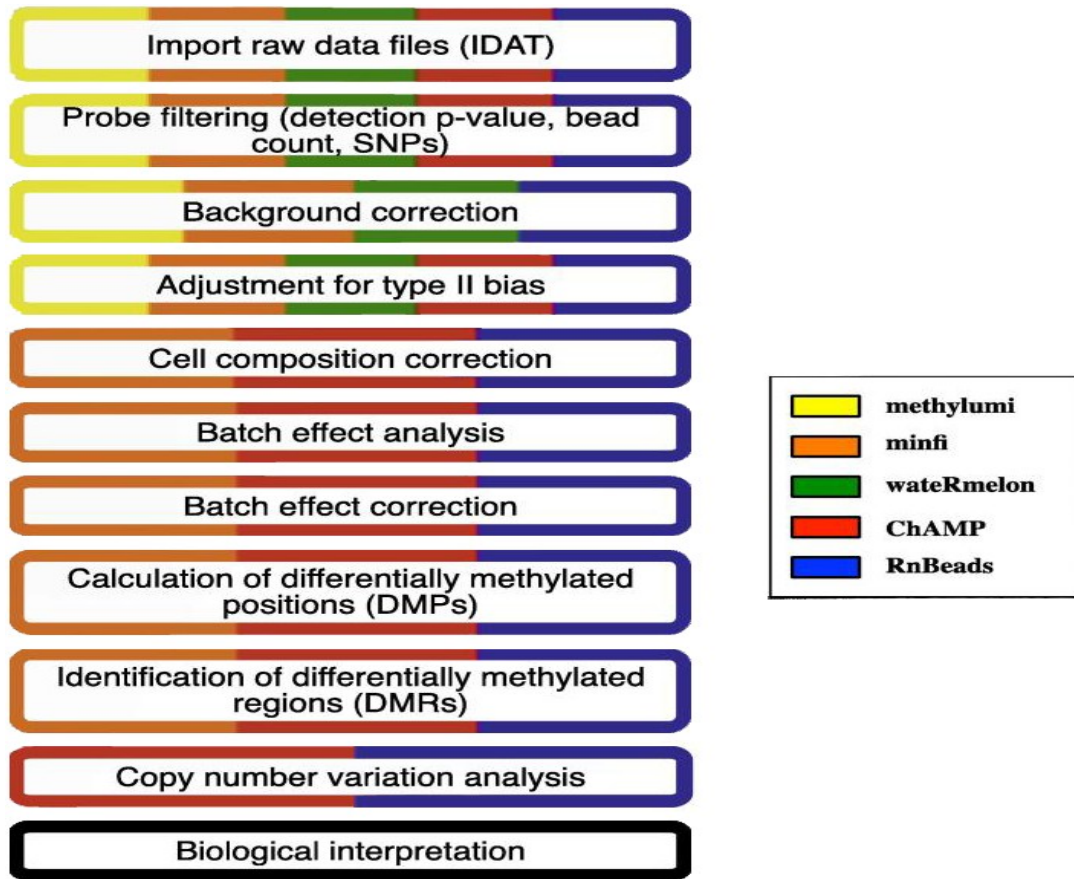 Import raw data files (IDAT)
Probe filtering (detection p-value, bead
count, SNPs)
Background correction
Adjustment for type II bias
Cell composition correction
Batch effect analysis
Batch effect correction
Calculation of differentially methylated
positions (DMPs)
Identification of differentially methylated
regions (DMRs)
Copy number variation analysis
Biological interpretation
methylumi
minfi
wateRmelon
ChAMP
RnBeads